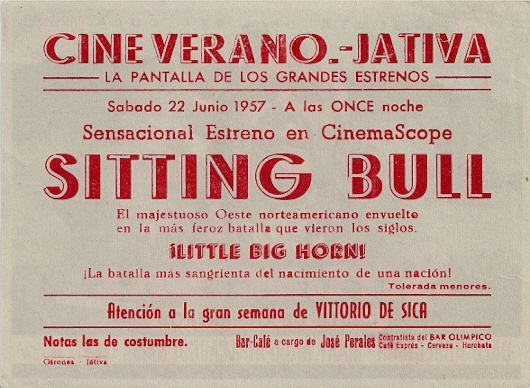 CINE VERANO.-JATIVA
LA PANTALLA DE LOS GRANDES ESTRENOS
Sabado 22 Junio 1957 - A las ONCE noche
Sensacional Estreno en CinemaScope
SITTING BULL
El majestuoso Oeste norteamericano envuelto
en la más feroz batalla que vieron los siglos.
¡LITTLE BIG HORN!
¡La batalla más sangrienta del nacimiento de una nación!
Tolerada menores.
Atención a la gran semana de VITTORIO DE SICA
Notas las de costumbre.
Bar-Café a cargo de José Perales
Contratista del BAR OLIMPICO
Café Exprés - Cerveza - Horchata
Gironés - Játiva